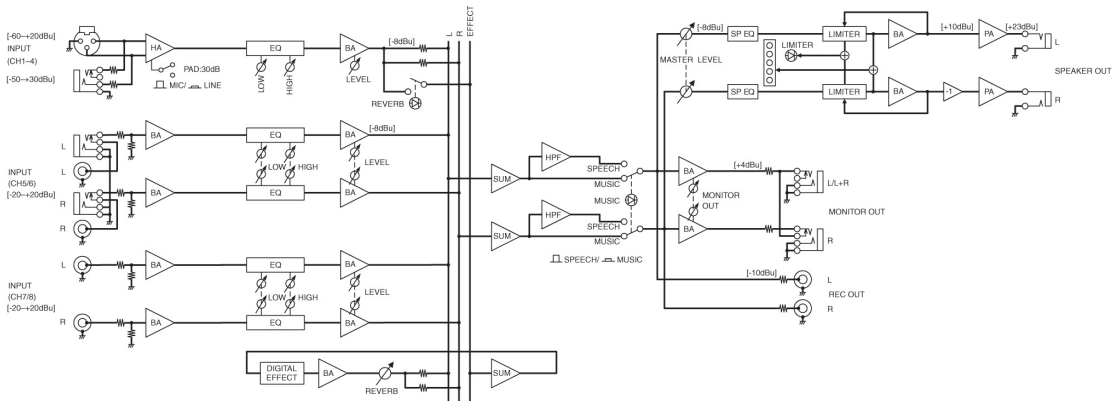 [-60→+20dBu]
INPUT
(CH1–4)
[-50→+30dBu]
HA
PAD:30dB
MIC/ LINE
EQ
LOW
HIGH
BA
LEVEL
[-8dBu]
REVERB
L
R
EFFECT
INPUT
(CH5/6)
[-20→+20dBu]
L
L
R
R
BA
EQ
LOW
HIGH
BA
[-8dBu]
LEVEL
BA
EQ
BA
INPUT
(CH7/8)
[-20→+20dBu]
L
R
BA
EQ
LOW
HIGH
BA
LEVEL
BA
EQ
BA
DIGITAL
EFFECT
BA
REVERB
SUM
SUM
HPF
SPEECH
MUSIC
MUSIC
SUM
HPF
SPEECH
MUSIC
SPEECH/ MUSIC
[-8dBu]
MASTER LEVEL
SP EQ
LIMITER
LIMITER
BA
[+10dBu]
PA
[+23dBu]
L
SPEAKER OUT
SP EQ
LIMITER
BA
-1
PA
R
BA
[+4dBu]
MONITOR
OUT
BA
L/L+R
MONITOR OUT
R
[-10dBu]
L
REC OUT
R